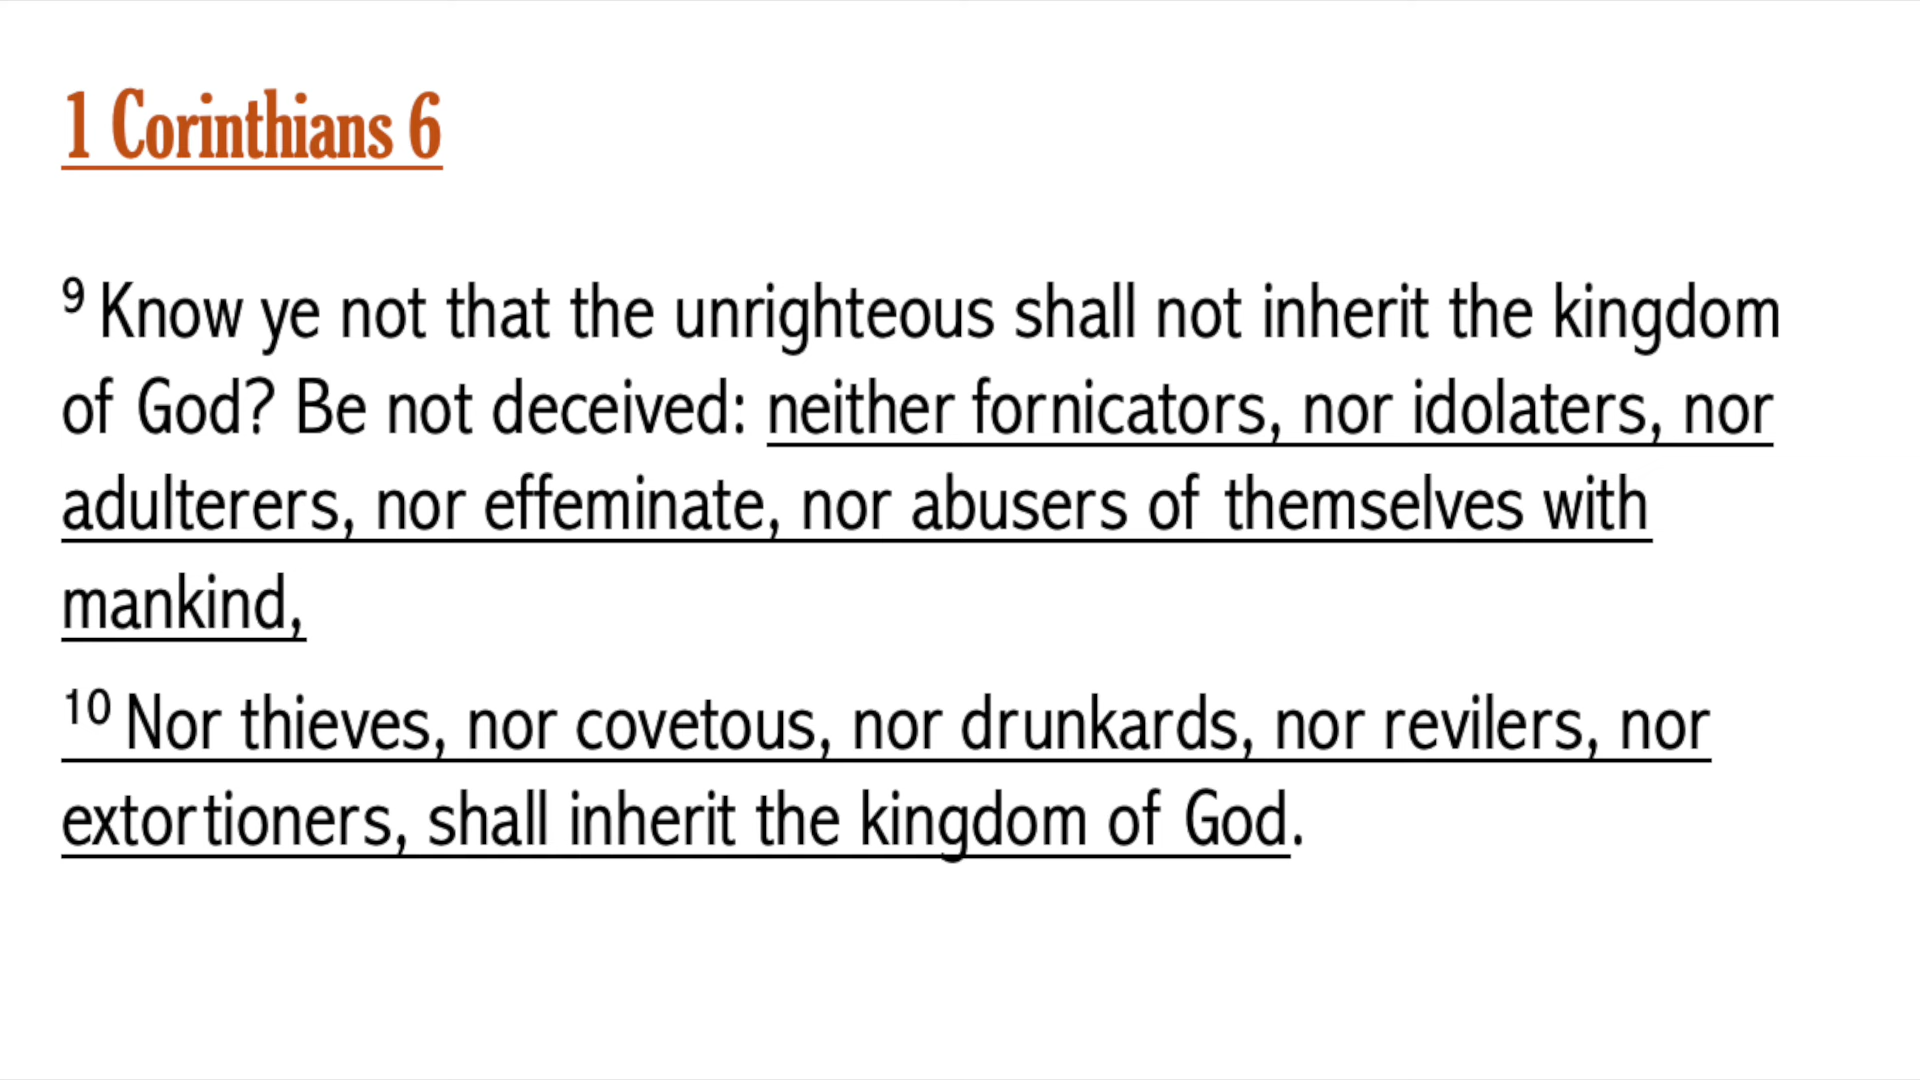 1 Corinthians 6
9 Know ye not that the unrighteous shall not inherit the kingdom
of God? Be not deceived: neither fornicators, nor idolaters, nor
adulterers, nor effeminate, nor abusers of themselves with
mankind,
10 Nor thieves, nor covetous, nor drunkards, nor revilers, nor
extortioners, shall inherit the kingdom of God.